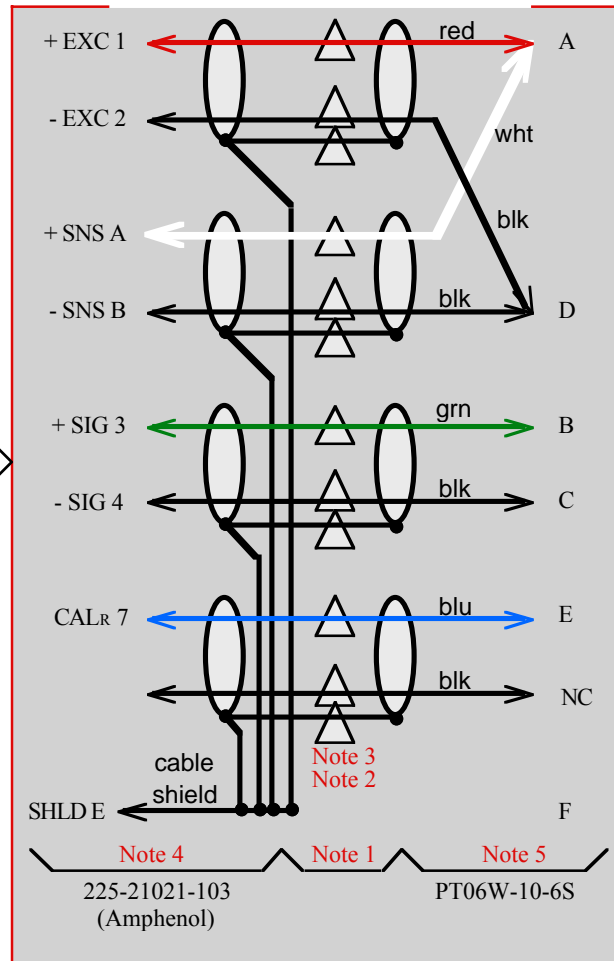 + EXC 1 red A
- EXC 2
wht
+ SNS A blk
- SNS B blk D
+ SIG 3 grn B
- SIG 4 blk C
CALR 7 blu E
blk NC
Note 3
cable Note 2
shield
SHLD E F
Note 4 Note 1 Note 5
225-21021-103 PT06W-10-6S
(Amphenol)